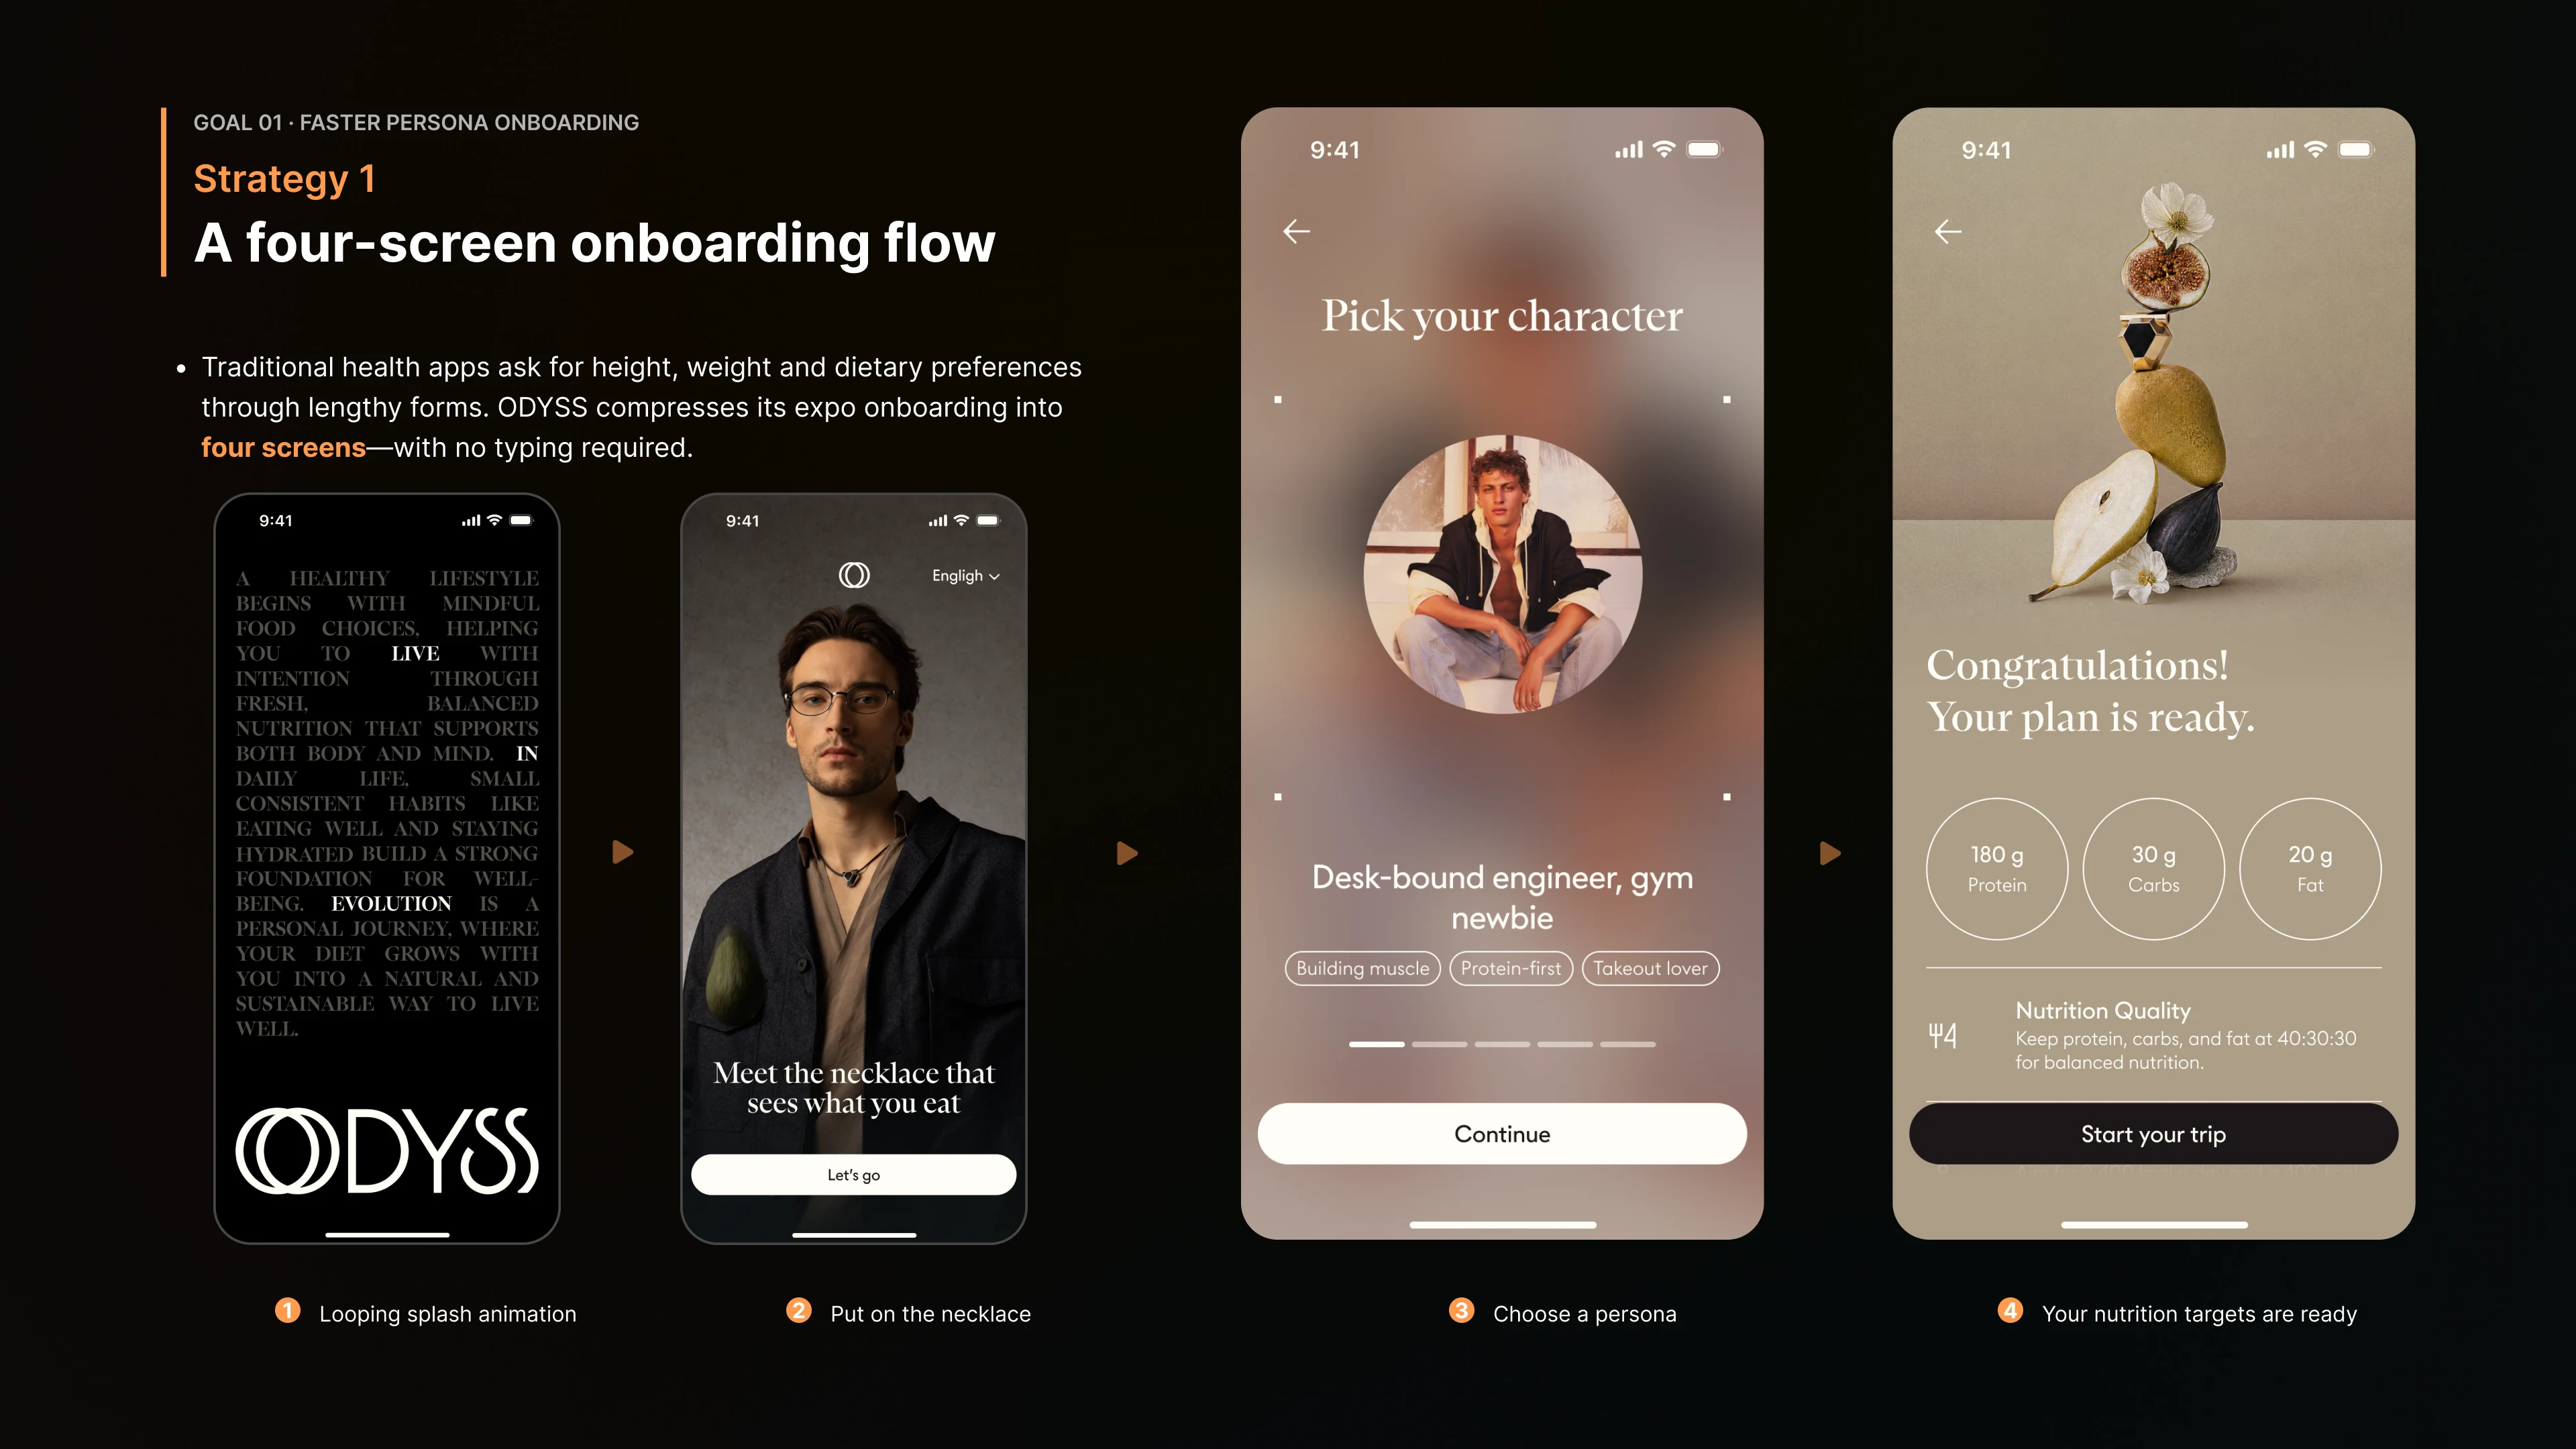 GOAL 01 · FASTER PERSONA ONBOARDING
Strategy 1
A four-screen onboarding flow
• Traditional health apps ask for height, weight and dietary preferences
through lengthy forms. ODYSS compresses its expo onboarding into
four screens—with no typing required.
9:41
A HEALTHY LIFESTYLE
BEGINS WITH MINDFUL
FOOD CHOICES, HELPING
YOU TO LIVE WITH
INTENTION THROUGH
FRESH, BALANCED
NUTRITION THAT SUPPORTS
BOTH BODY AND MIND. IN
DAILY LIFE, SMALL
CONSISTENT HABITS LIKE
EATING WELL AND STAYING
HYDRATED BUILD A STRONG
FOUNDATION FOR WELL-
BEING. EVOLUTION IS A
PERSONAL JOURNEY, WHERE
YOUR DIET GROWS WITH
YOU INTO A NATURAL AND
SUSTAINABLE WAY TO LIVE
WELL.
ODYSS
1 Looping splash animation
9:41
Engligh
Meet the necklace that
sees what you eat
Let's go
2 Put on the necklace
9:41
Pick your character
Desk-bound engineer, gym
newbie
Building muscle Protein-first Takeout lover
Continue
3 Choose a persona
9:41
Congratulations!
Your plan is ready.
180 g 30 g 20 g
Protein Carbs Fat
Nutrition Quality
Keep protein, carbs, and fat at 40:30:30
for balanced nutrition.
Start your trip
4 Your nutrition targets are ready